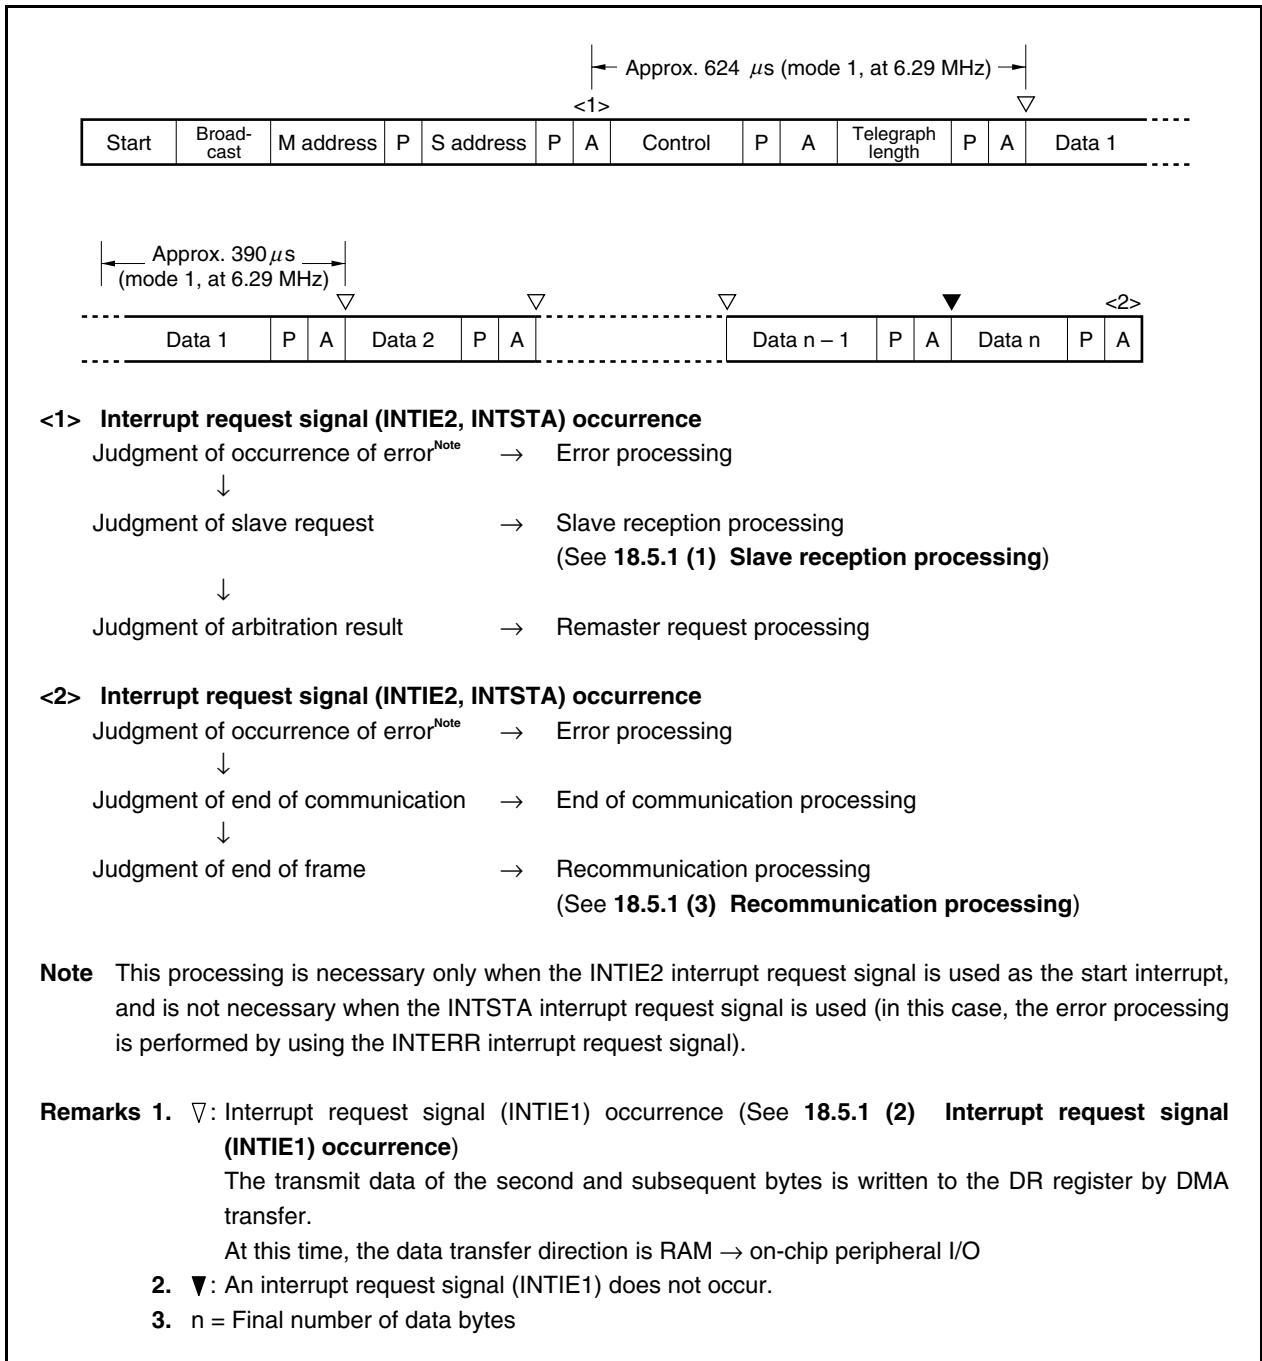 Approx. 624 μs (mode 1, at 6.29 MHz)
<1> ▽
Start Broad-cast M address P S address P A Control P A Telegraph length P A Data 1
Approx. 390 μs
(mode 1, at 6.29 MHz)
▽ ▽ ▽ ▼ <2>
Data 1 P A Data 2 P A Data n – 1 P A Data n P A
<1> Interrupt request signal (INTIE2, INTSTA) occurrence
Judgment of occurrence of errorNote → Error processing
↓
Judgment of slave request → Slave reception processing
(See 18.5.1 (1) Slave reception processing)
↓
Judgment of arbitration result → Remaster request processing
<2> Interrupt request signal (INTIE2, INTSTA) occurrence
Judgment of occurrence of errorNote → Error processing
↓
Judgment of end of communication → End of communication processing
↓
Judgment of end of frame → Recommunication processing
(See 18.5.1 (3) Recommunication processing)
Note This processing is necessary only when the INTIE2 interrupt request signal is used as the start interrupt,
and is not necessary when the INTSTA interrupt request signal is used (in this case, the error processing
is performed by using the INTERR interrupt request signal).
Remarks 1. ▽: Interrupt request signal (INTIE1) occurrence (See 18.5.1 (2) Interrupt request signal
(INTIE1) occurrence)
The transmit data of the second and subsequent bytes is written to the DR register by DMA
transfer.
At this time, the data transfer direction is RAM → on-chip peripheral I/O
2. ▼: An interrupt request signal (INTIE1) does not occur.
3. n = Final number of data bytes